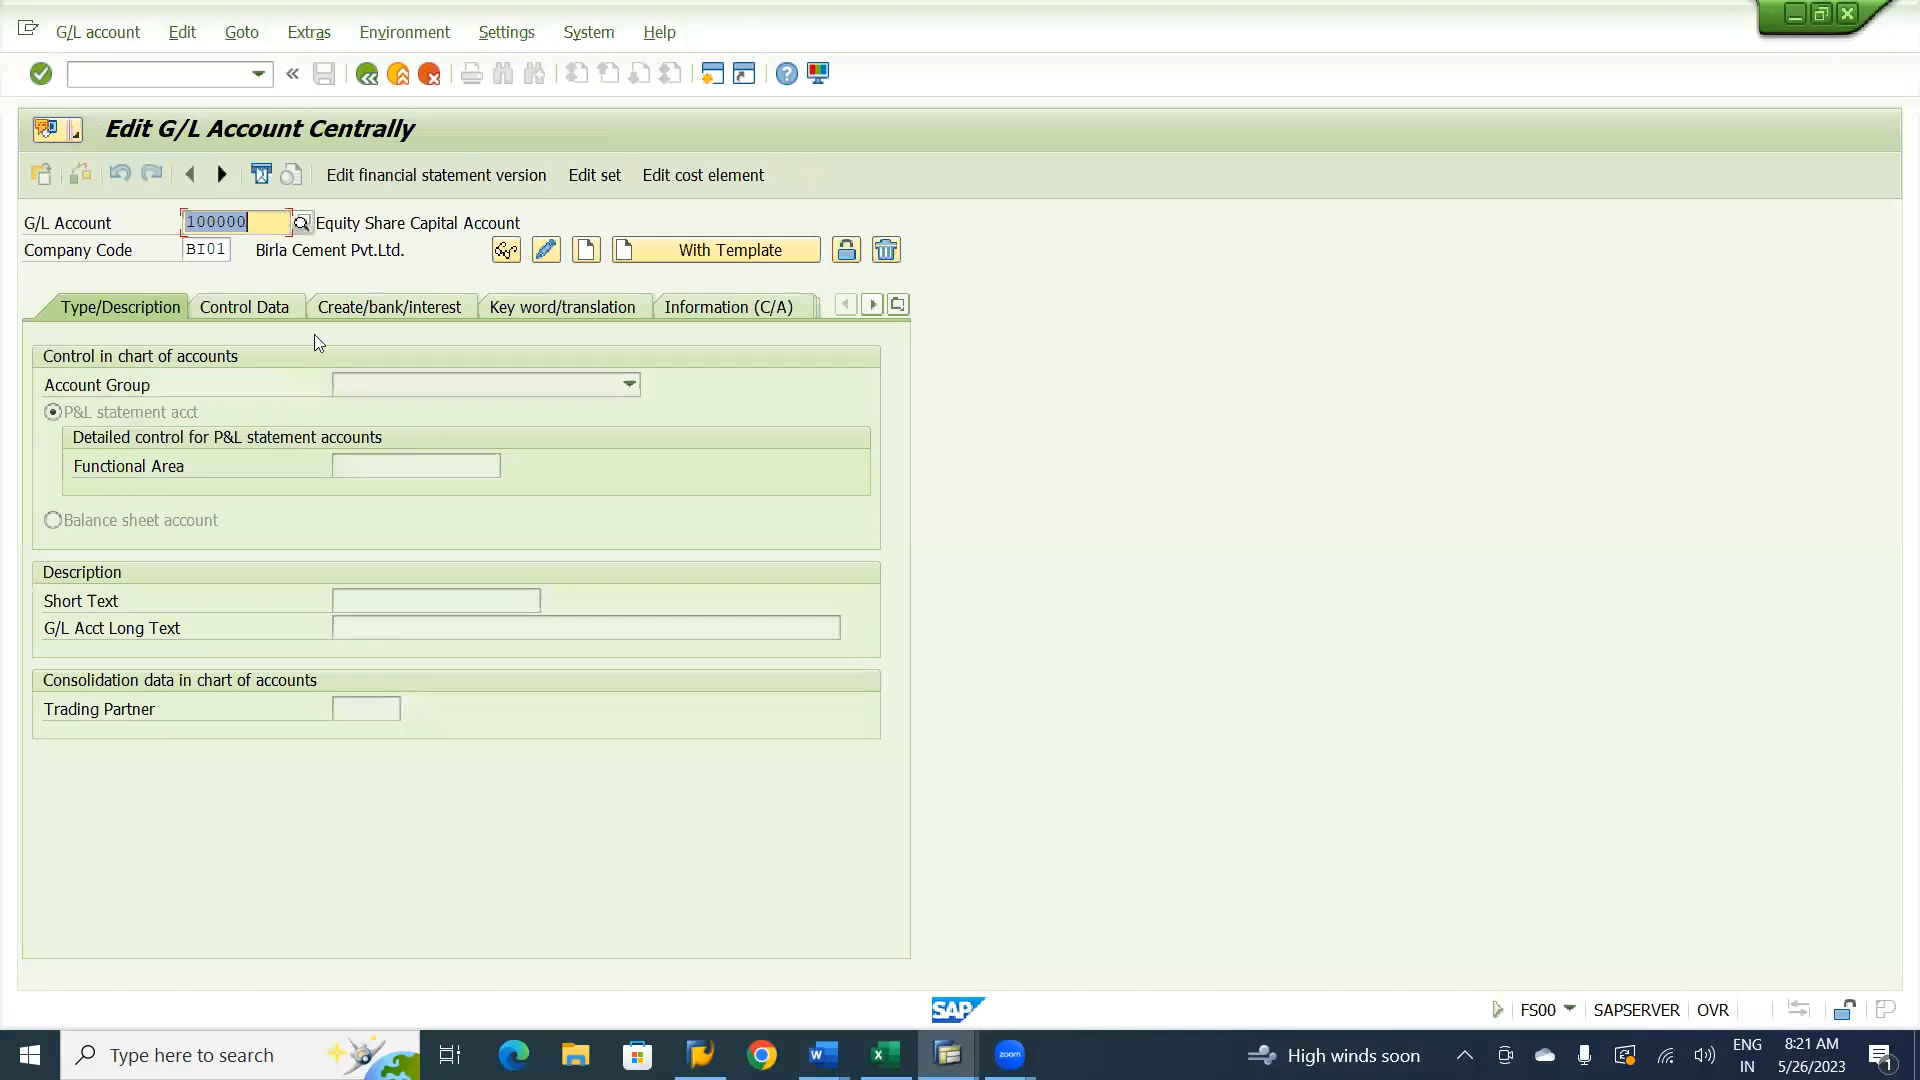 G/L account Edit Goto Extras Environment Settings System Help
Edit G/L Account Centrally
Edit financial statement version Edit set Edit cost element
G/L Account 100000 Equity Share Capital Account
Company Code BI01 Birla Cement Pvt.Ltd. With Template
Type/Description Control Data Create/bank/interest Key word/translation Information (C/A)
Control in chart of accounts
Account Group
P&L statement acct
Detailed control for P&L statement accounts
Functional Area
Balance sheet account
Description
Short Text
G/L Acct Long Text
Consolidation data in chart of accounts
Trading Partner
SAP FS00 SAPSERVER OVR
Type here to search zoom High winds soon ENG IN 8:21 AM 5/26/2023 1